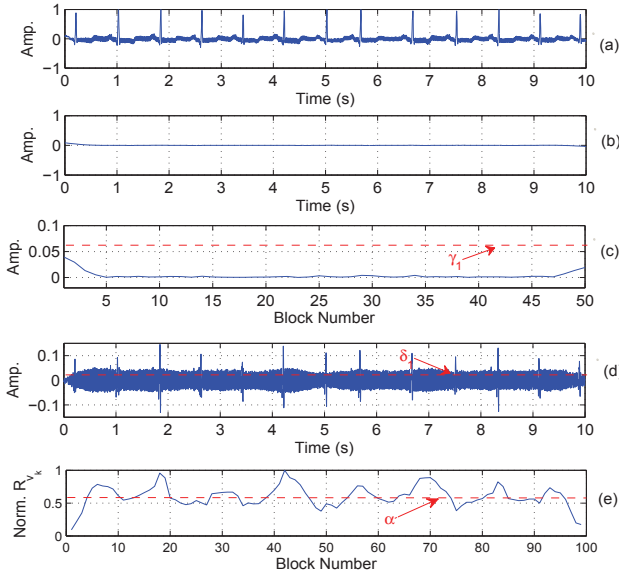 1
0
−1
Amp.
0 1 2 3 4 5 6 7 8 9 10
Time (s)
(a)
1
0
−1
Amp.
0 1 2 3 4 5 6 7 8 9 10
Time (s)
(b)
0.1
0.05
0
Amp.
γ1
5 10 15 20 25 30 35 40 45 50
Block Number
(c)
0.1
0
−0.1
Amp.
0 1 2 3 4 5 6 7 8 9 10
Time (s)
(d)
1
0.5
0
Norm. Rvk
α
0 10 20 30 40 50 60 70 80 90 100
Block Number
(e)